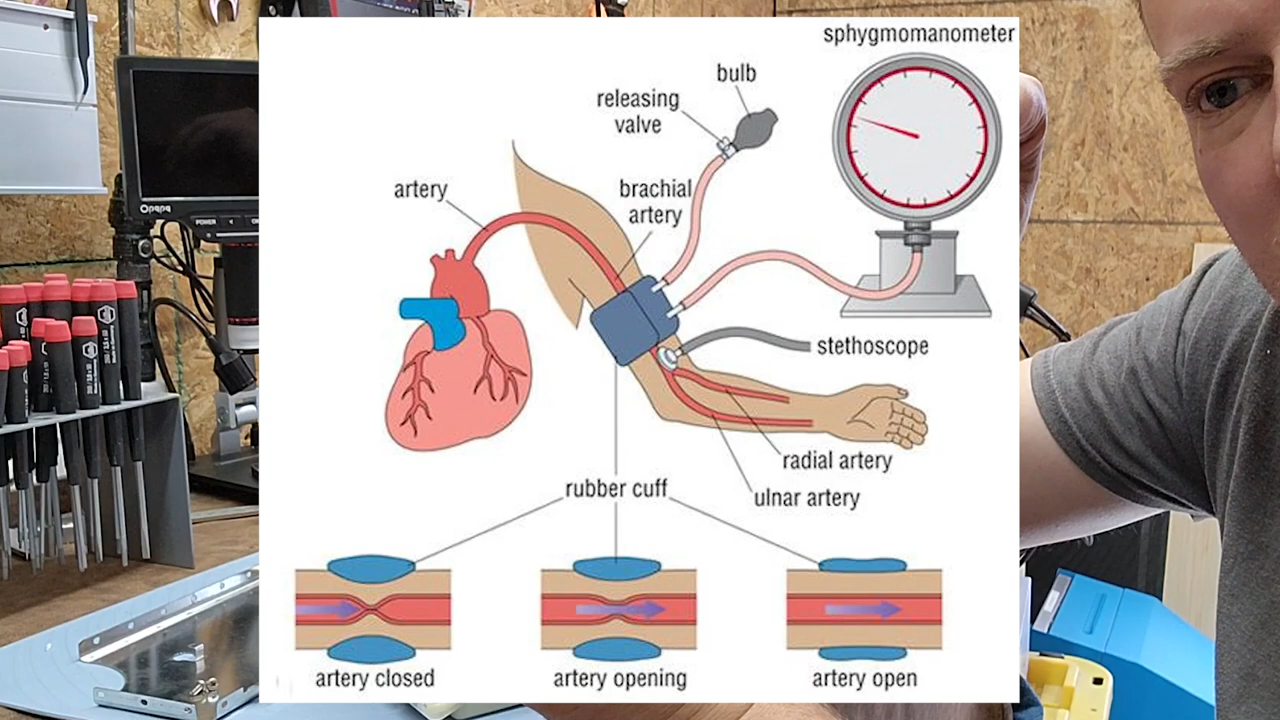 sphygmomanometer
bulb
releasing
valve
artery
brachial
artery
stethoscope
radial artery
ulnar artery
rubber cuff
artery closed
artery opening
artery open
POWER